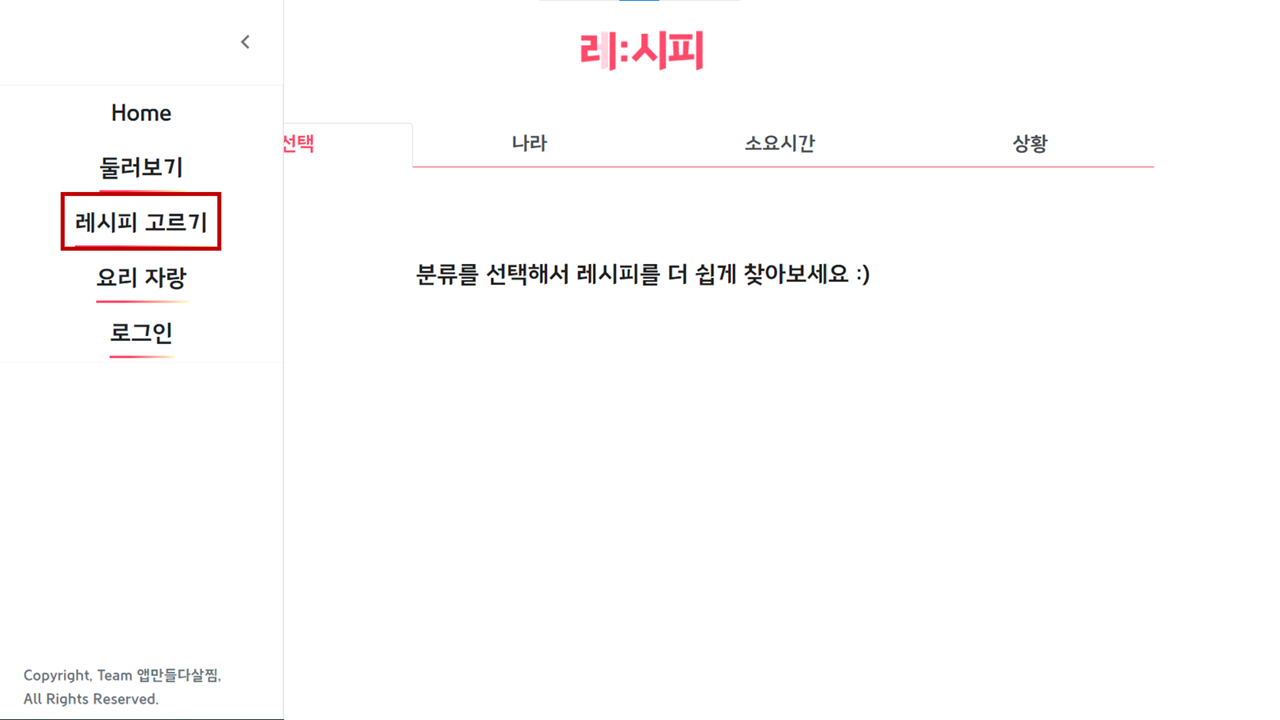 레:시피
Home
둘러보기
레시피 고르기
요리 자랑
로그인
선택
나라
소요시간
상황
분류를 선택해서 레시피를 더 쉽게 찾아보세요 :)
Copyright, Team 앱만들다살찜,
All Rights Reserved.